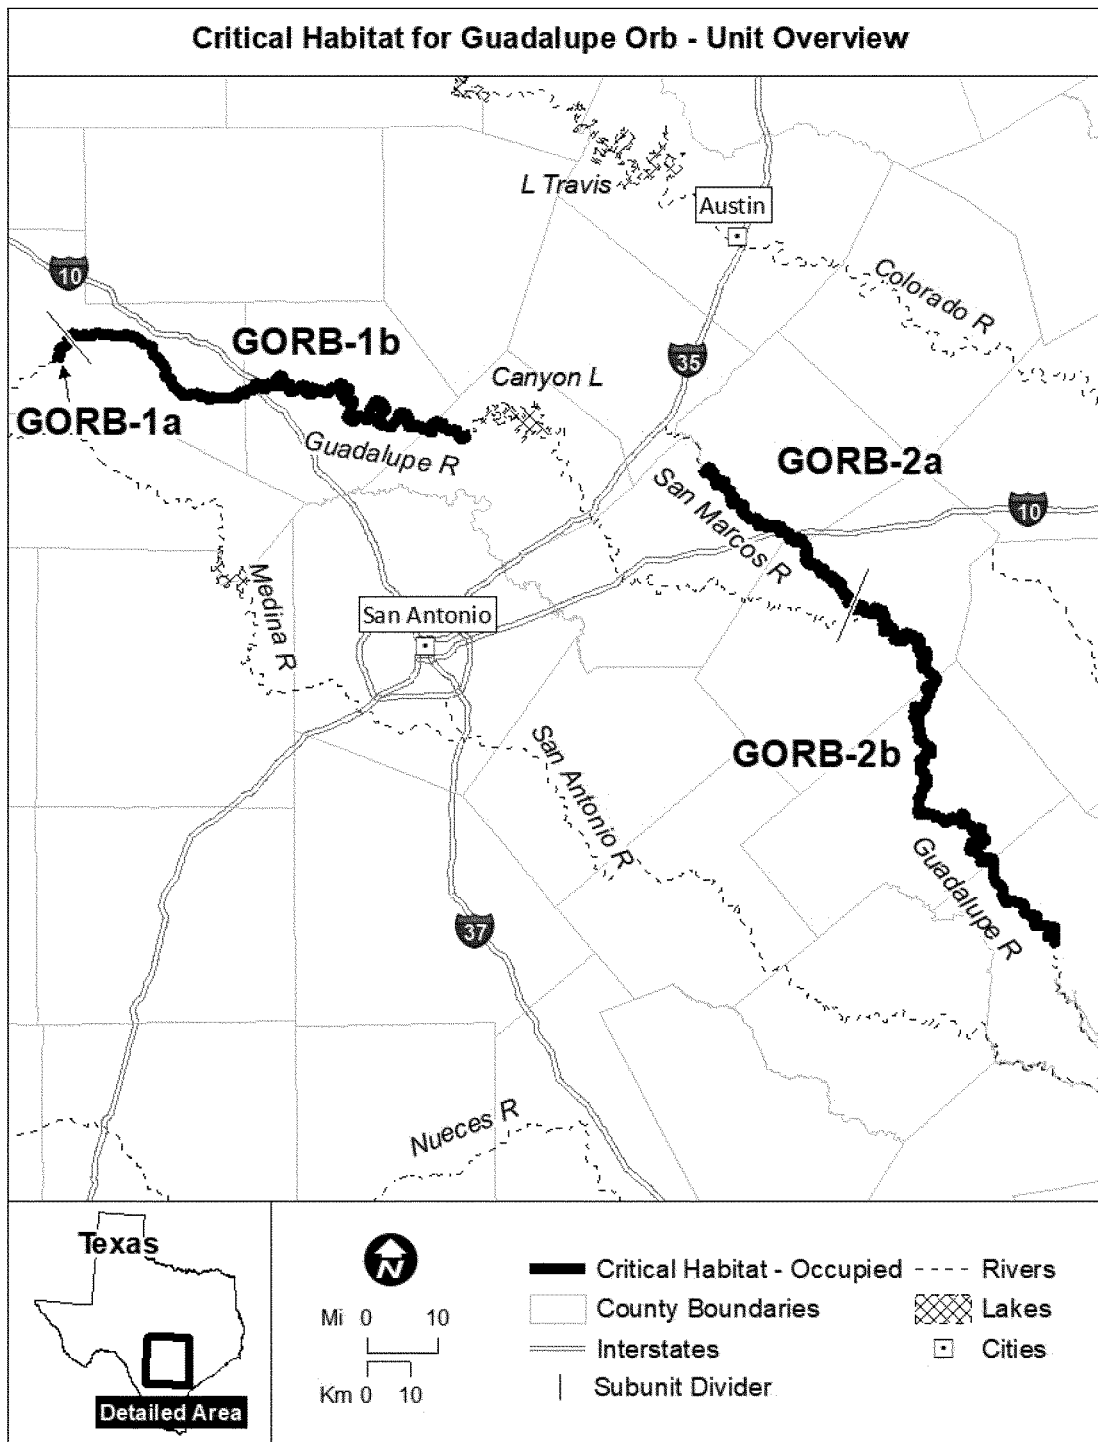 Critical Habitat for Guadalupe Orb - Unit Overview
L Travis
Austin
10
Colorado R
GORB-1b
35
Canyon L
GORB-1a
Guadalupe R
GORB-2a
San Marcos R
10
Medina R
San Antonio
San Antonio R
GORB-2b
Guadalupe R
37
Nueces R
Texas
Detailed Area
N
Mi 0 10
Km 0 10
Critical Habitat - Occupied
County Boundaries
Interstates
Subunit Divider
Rivers
Lakes
Cities